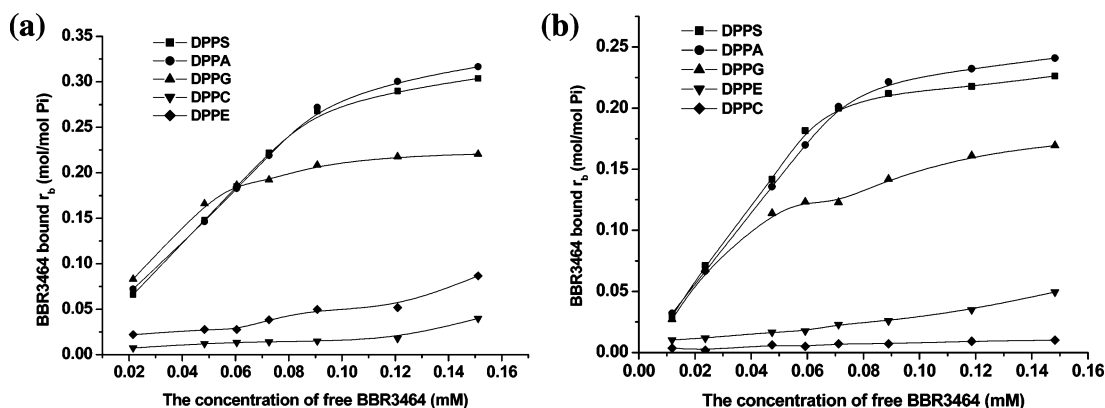 (a)
DPPS
DPPA
DPPG
DPPC
DPPE
BBR3464 bound r_b (mol/mol Pi)
0.35
0.30
0.25
0.20
0.15
0.10
0.05
0.00
0.02 0.04 0.06 0.08 0.10 0.12 0.14 0.16
The concentration of free BBR3464 (mM)
(b)
DPPS
DPPA
DPPG
DPPE
DPPC
BBR3464 bound r_b (mol/mol Pi)
0.25
0.20
0.15
0.10
0.05
0.00
0.00 0.02 0.04 0.06 0.08 0.10 0.12 0.14 0.16
The concentration of free BBR3464 (mM)